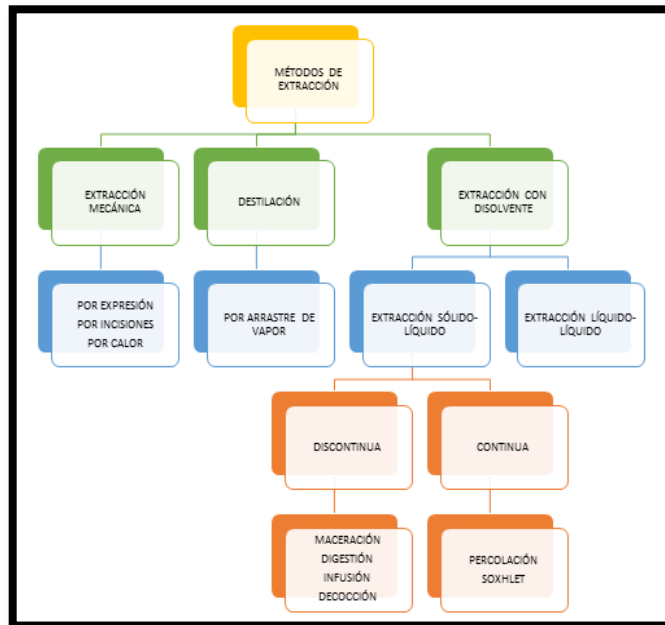 MÉTODOS DE
EXTRACCIÓN
EXTRACCIÓN
MECÁNICA
DESTILACIÓN
EXTRACCIÓN CON
DISOLVENTE
POR EXPRESIÓN
POR INCISIONES
POR CALOR
POR ARRASTRE DE
VAPOR
EXTRACCIÓN SÓLIDO-
LÍQUIDO
EXTRACCIÓN LÍQUIDO-
LÍQUIDO
DISCONTINUA
CONTINUA
MACERACIÓN
DIGESTIÓN
INFUSIÓN
DECOCCIÓN
PERCOLACIÓN
SOXHLET